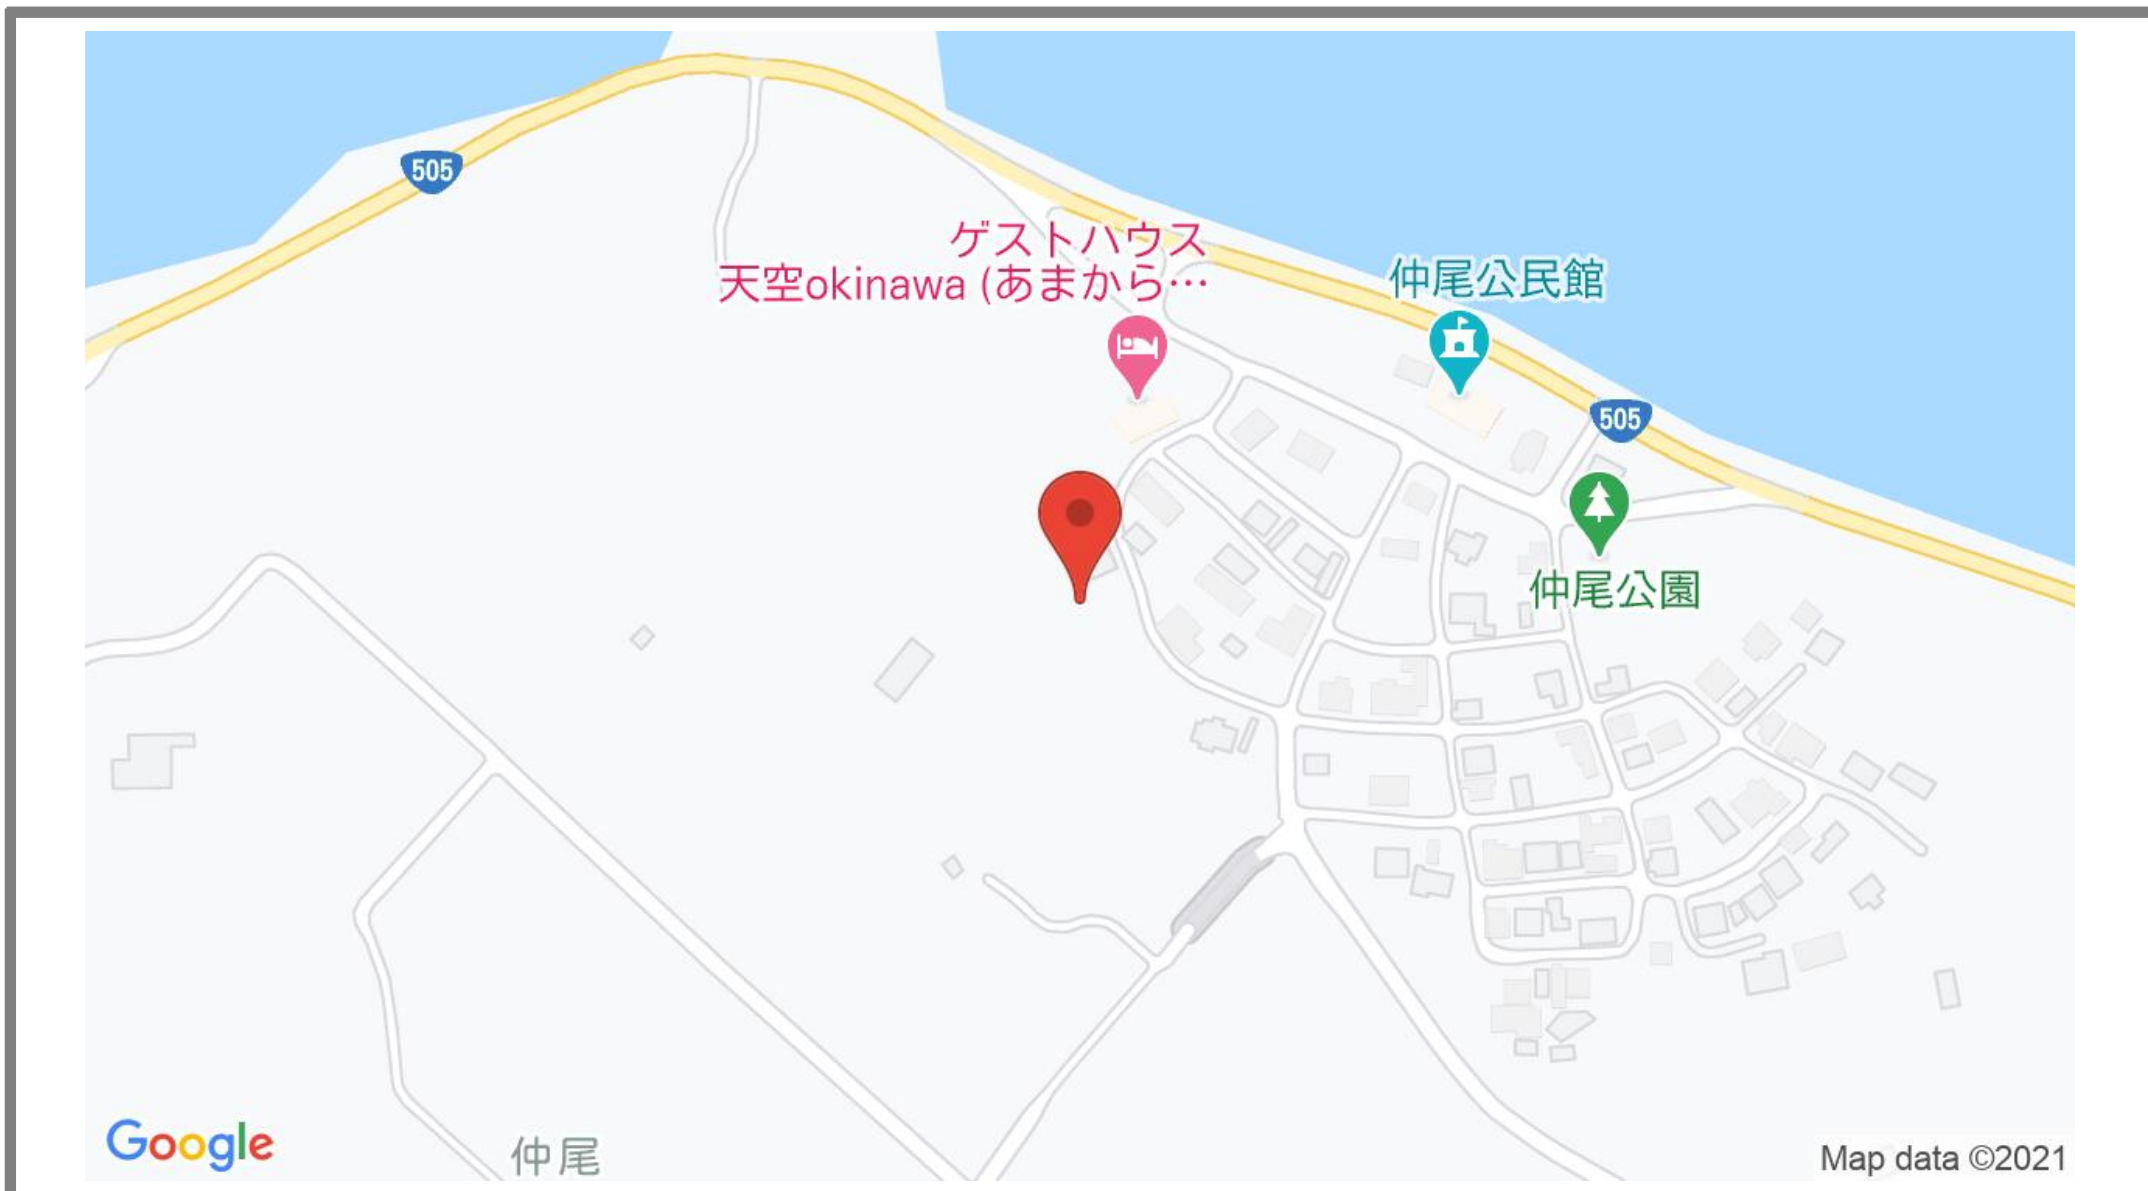 505
ゲストハウス
天空okinawa (あまから…
仲尾公民館
505
仲尾公園
Google
仲尾
Map data ©2021